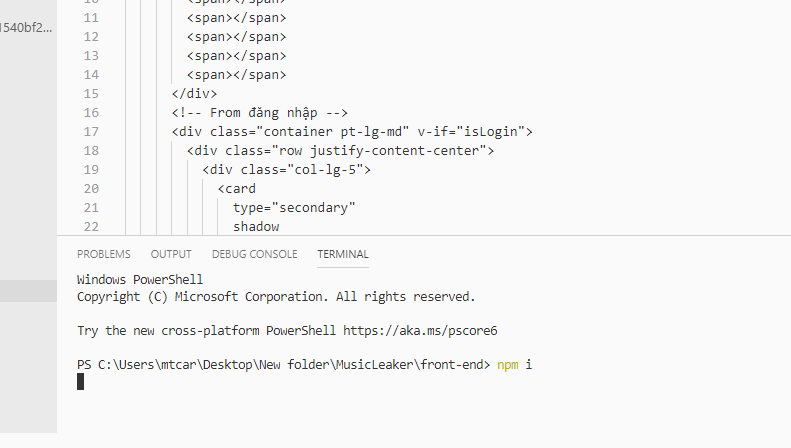 1540bf2...
10 <span></span>
11 <span></span>
12 <span></span>
13 <span></span>
14 <span></span>
15 </div>
16 <!-- From đăng nhập -->
17 <div class="container pt-lg-md" v-if="isLogin">
18 <div class="row justify-content-center">
19 <div class="col-lg-5">
20 <card
21 type="secondary"
22 shadow
PROBLEMS OUTPUT DEBUG CONSOLE TERMINAL
Windows PowerShell
Copyright (C) Microsoft Corporation. All rights reserved.
Try the new cross-platform PowerShell https://aka.ms/pscore6
PS C:\Users\mtcar\Desktop\New folder\MusicLeaker\front-end> npm i